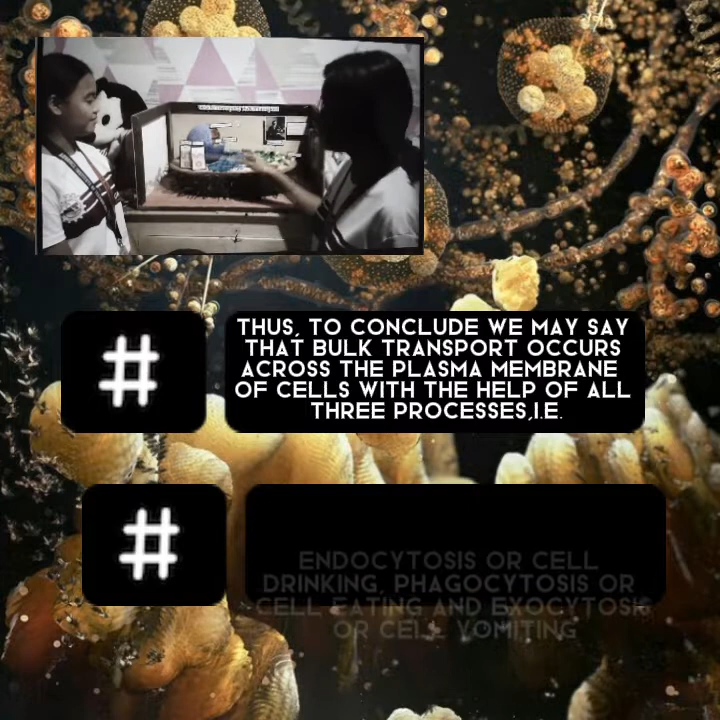 #
THUS, TO CONCLUDE WE MAY SAY
THAT BULK TRANSPORT OCCURS
ACROSS THE PLASMA MEMBRANE
OF CELLS WITH THE HELP OF ALL
THREE PROCESSES,I.E.
#
ENDOCYTOSIS OR CELL
DRINKING, PHAGOCYTOSIS OR
CELL EATING AND EXOCYTOSIS
OR CELL VOMITING